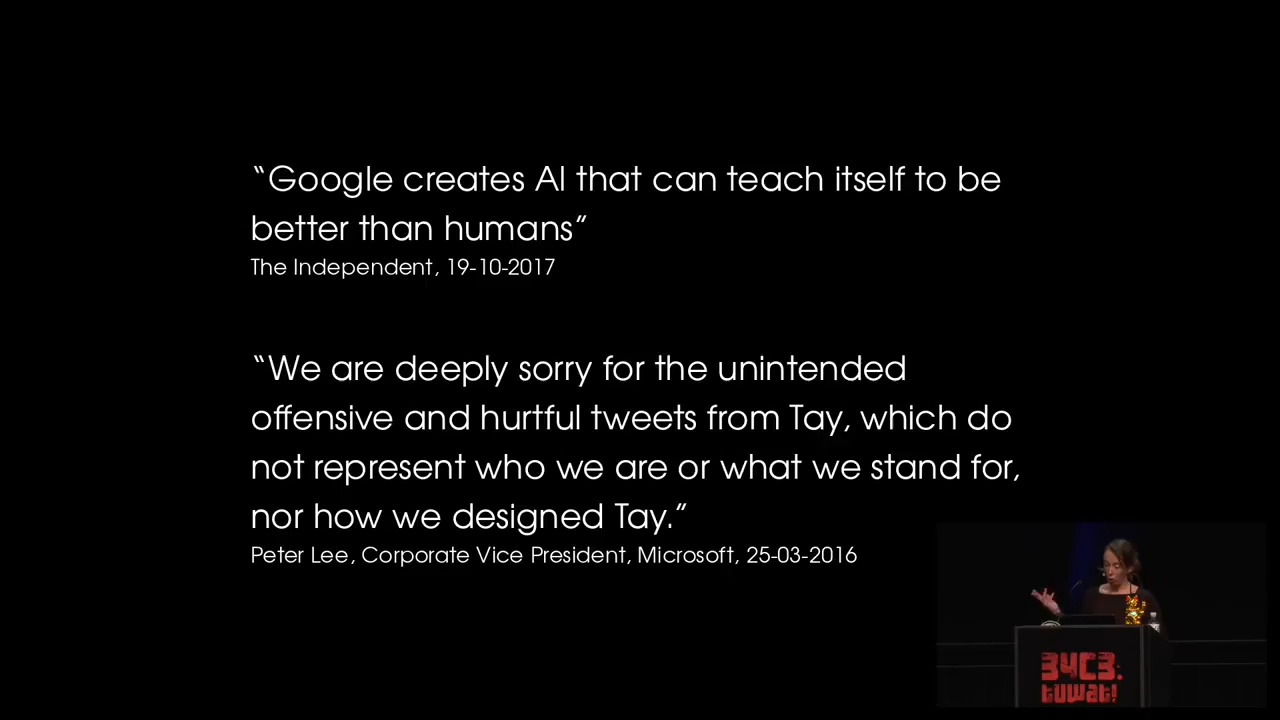 “Google creates AI that can teach itself to be
better than humans”
The Independent, 19-10-2017
“We are deeply sorry for the unintended
offensive and hurtful tweets from Tay, which do
not represent who we are or what we stand for,
nor how we designed Tay.”
Peter Lee, Corporate Vice President, Microsoft, 25-03-2016
34C3.
tuwat!